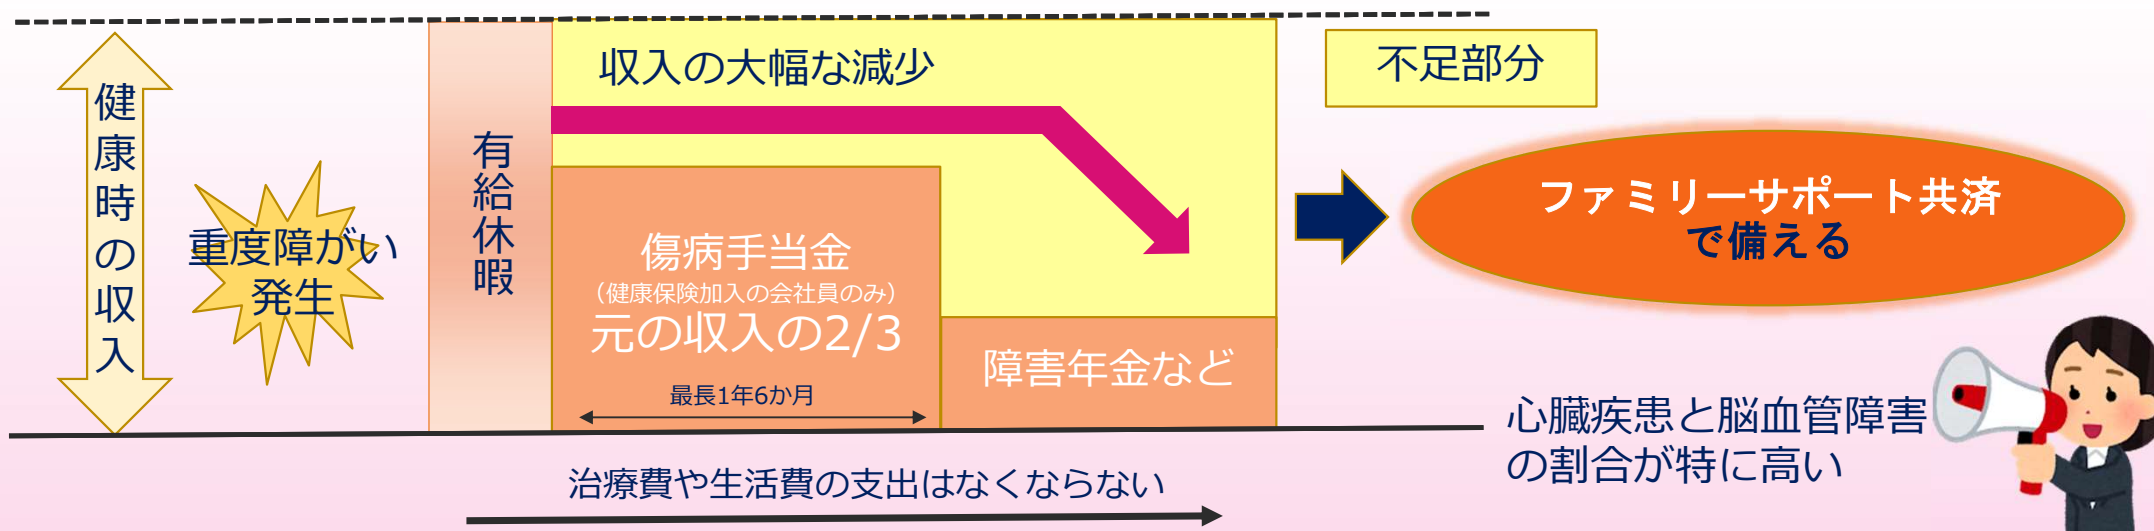 健康時の収入
重度障がい
発生
有給休暇
収入の大幅な減少
傷病手当金
（健康保険加入の会社員のみ）
元の収入の2/3
最長1年6か月
障害年金など
不足部分
ファミリーサポート共済
で備える
心臓疾患と脳血管障害
の割合が特に高い
治療費や生活費の支出はなくならない